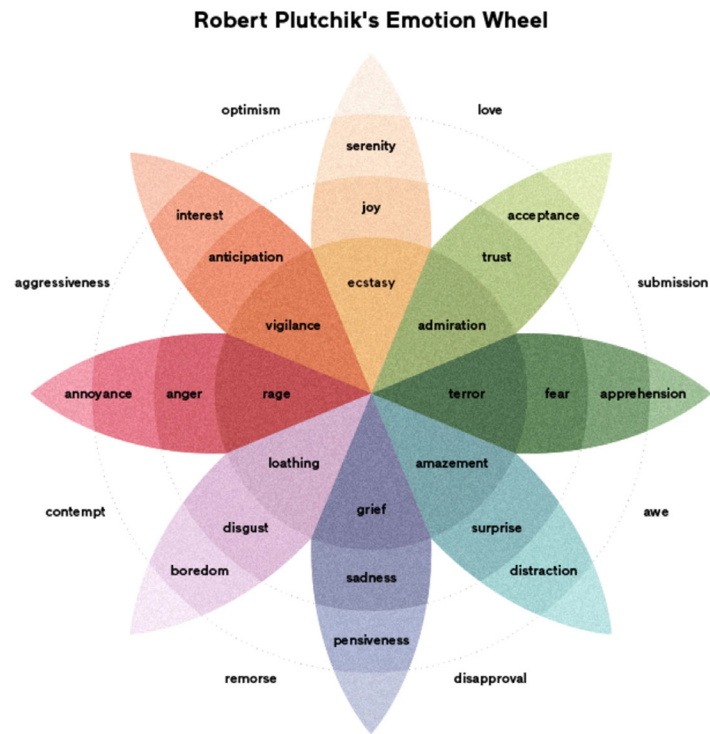 Robert Plutchik's Emotion Wheel
optimism
love
serenity
joy
ecstasy
interest
anticipation
vigilance
acceptance
trust
admiration
aggressiveness
submission
annoyance
anger
rage
terror
fear
apprehension
loathing
disgust
boredom
grief
sadness
pensiveness
amazement
surprise
distraction
contempt
awe
remorse
disapproval